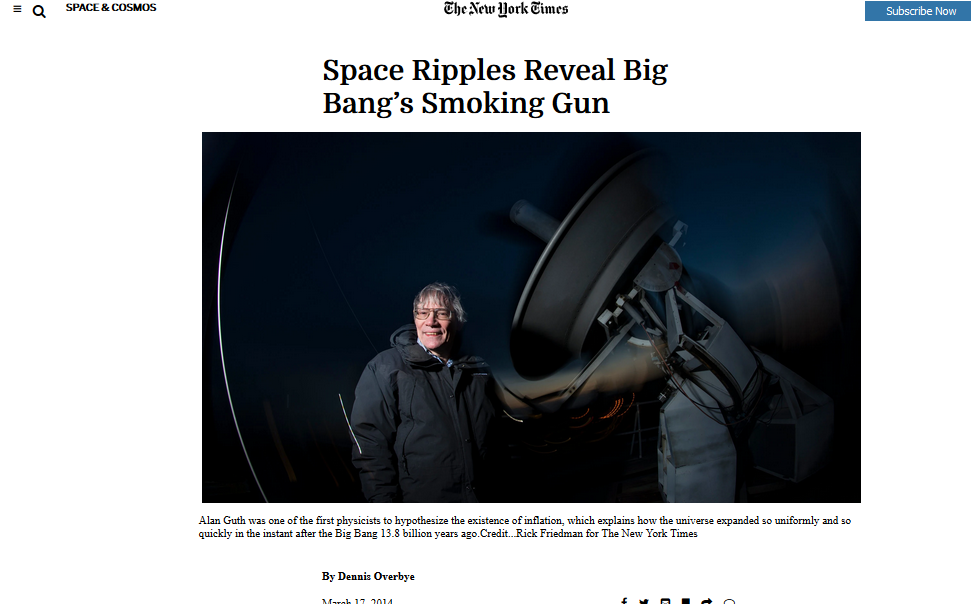 SPACE & COSMOS
The New York Times
Subscribe Now
Space Ripples Reveal Big
Bang’s Smoking Gun
Alan Guth was one of the first physicists to hypothesize the existence of inflation, which explains how the universe expanded so uniformly and so
quickly in the instant after the Big Bang 13.8 billion years ago.Credit...Rick Friedman for The New York Times
By Dennis Overbye
March 17, 2014